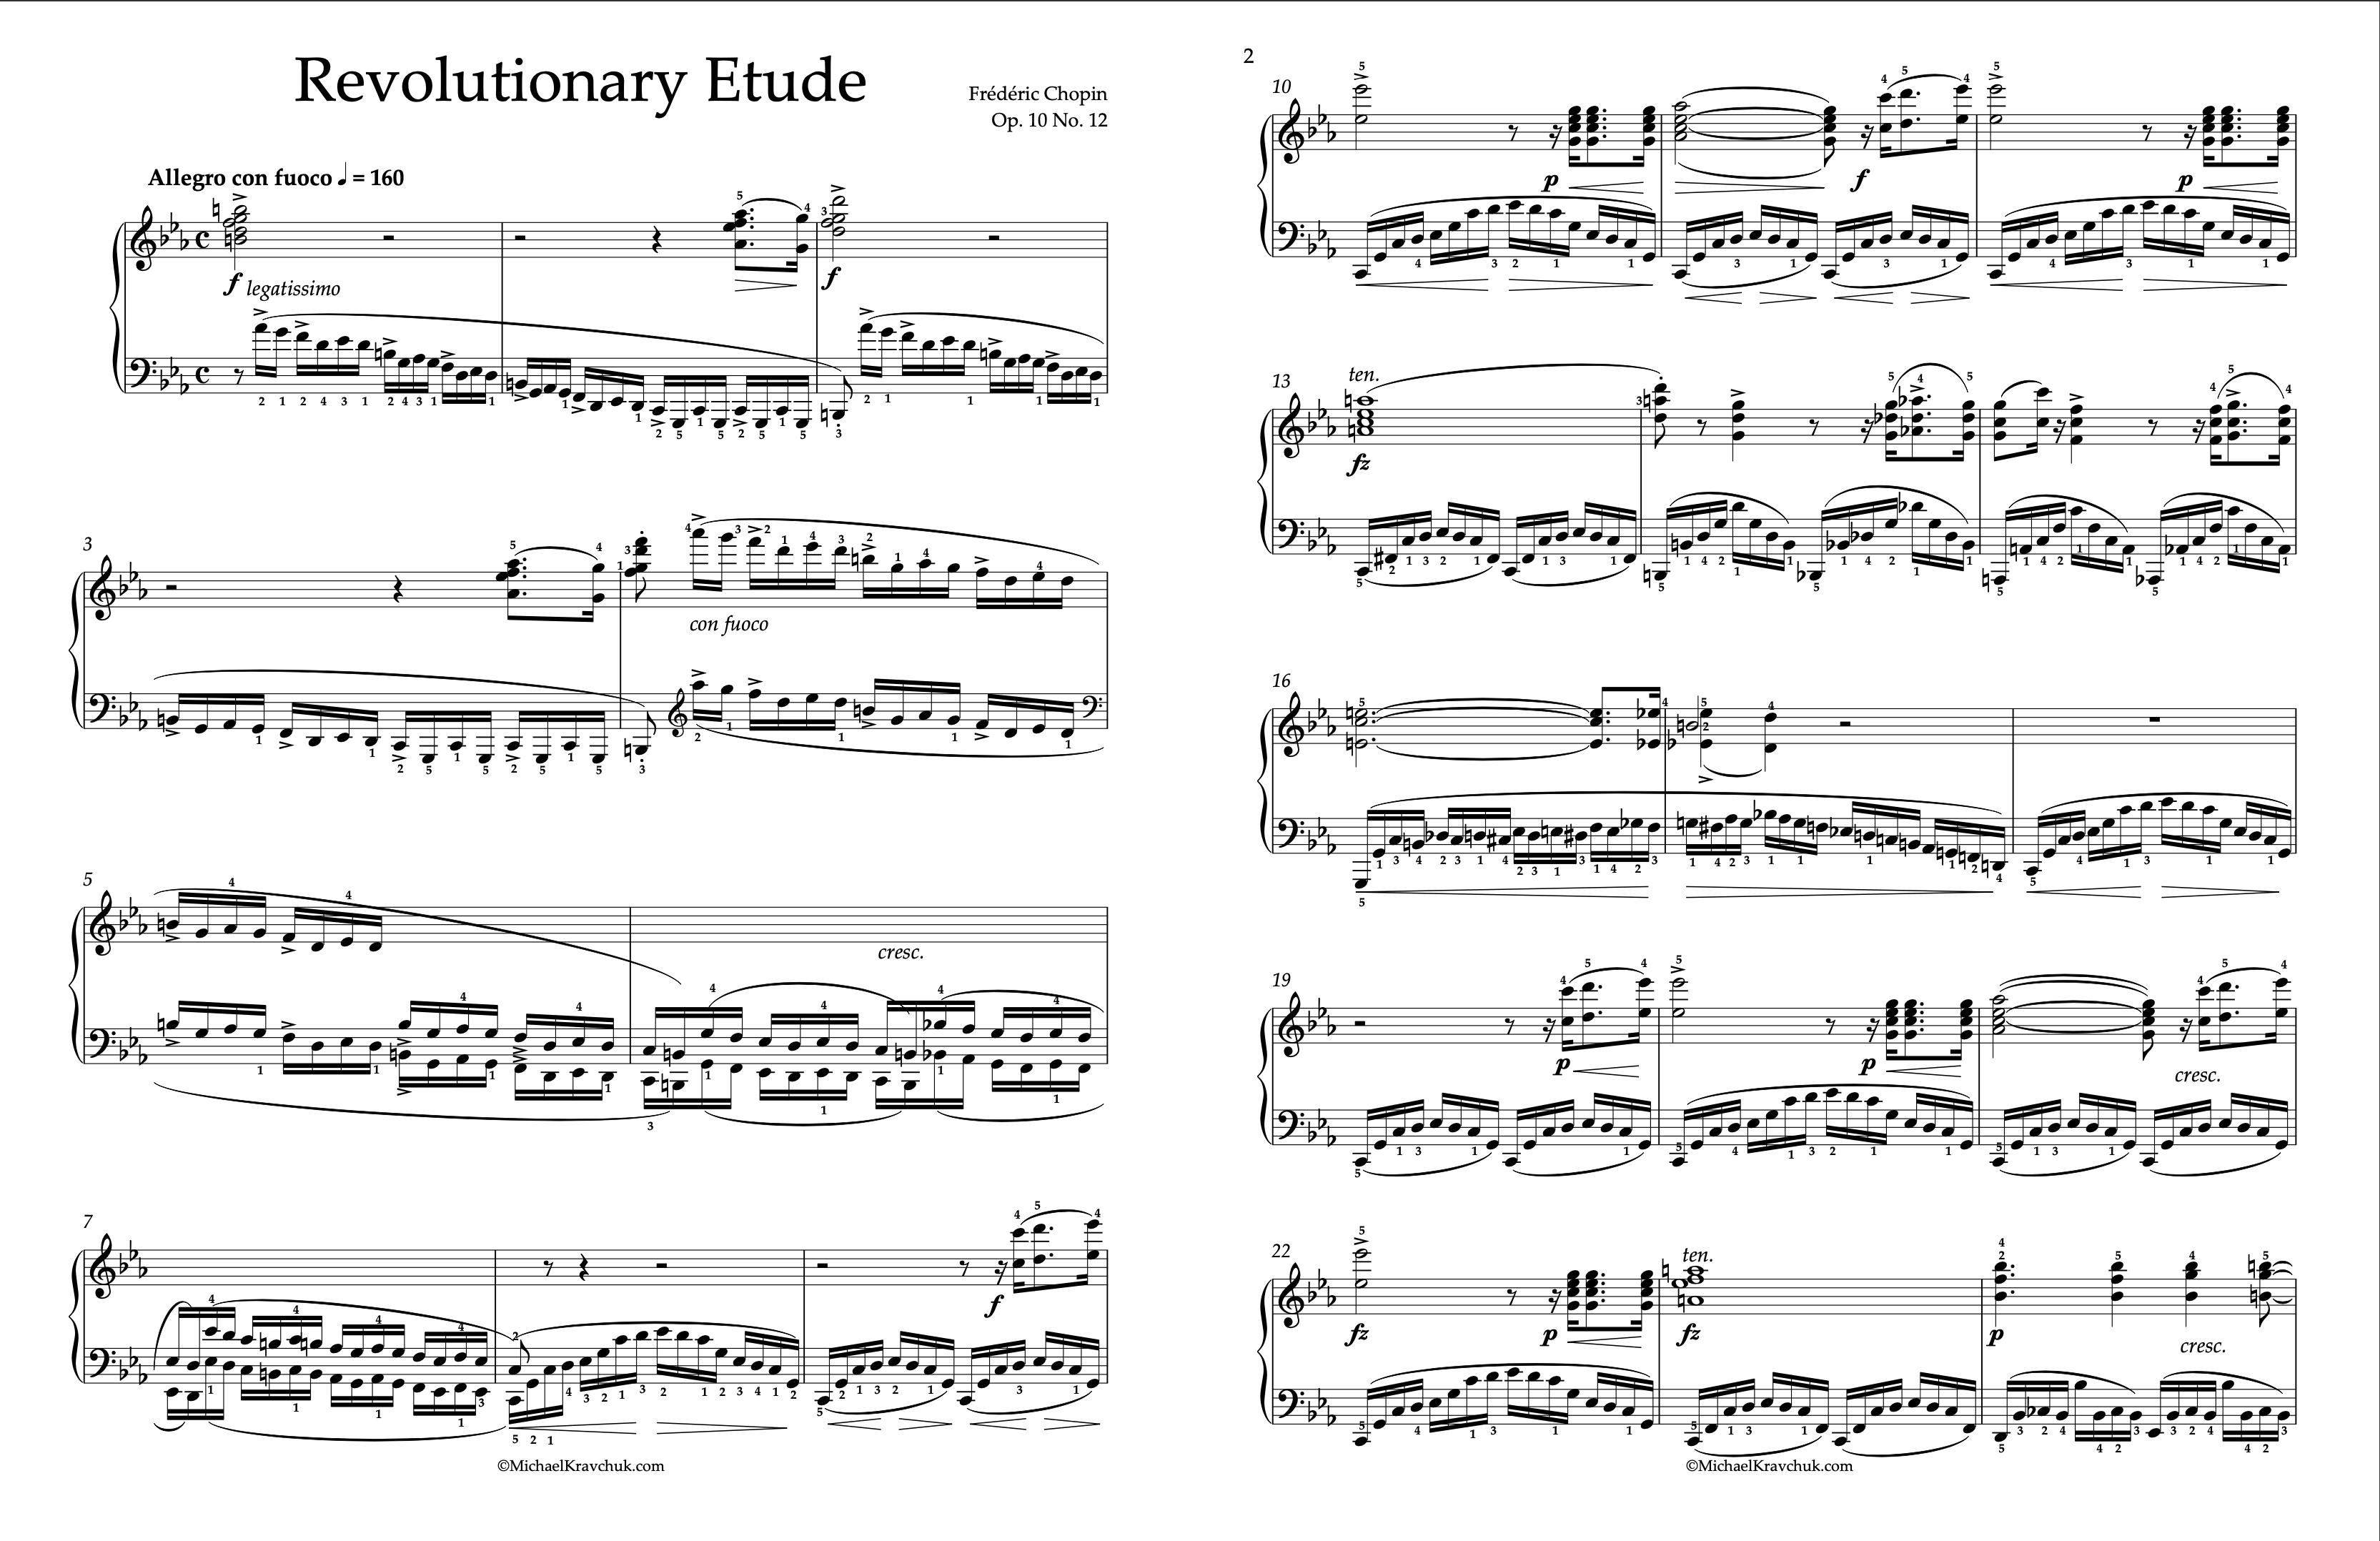 Revolutionary Etude
Frédéric Chopin
Op. 10 No. 12
Allegro con fuoco ♩ = 160
f legatissimo
f
3
con fuoco
5
cresc.
7
f
©MichaelKravchuk.com
2
10
p
f
p
13
ten.
fz
16
19
p
p
cresc.
22
ten.
fz
p
fz
p
cresc.
©MichaelKravchuk.com